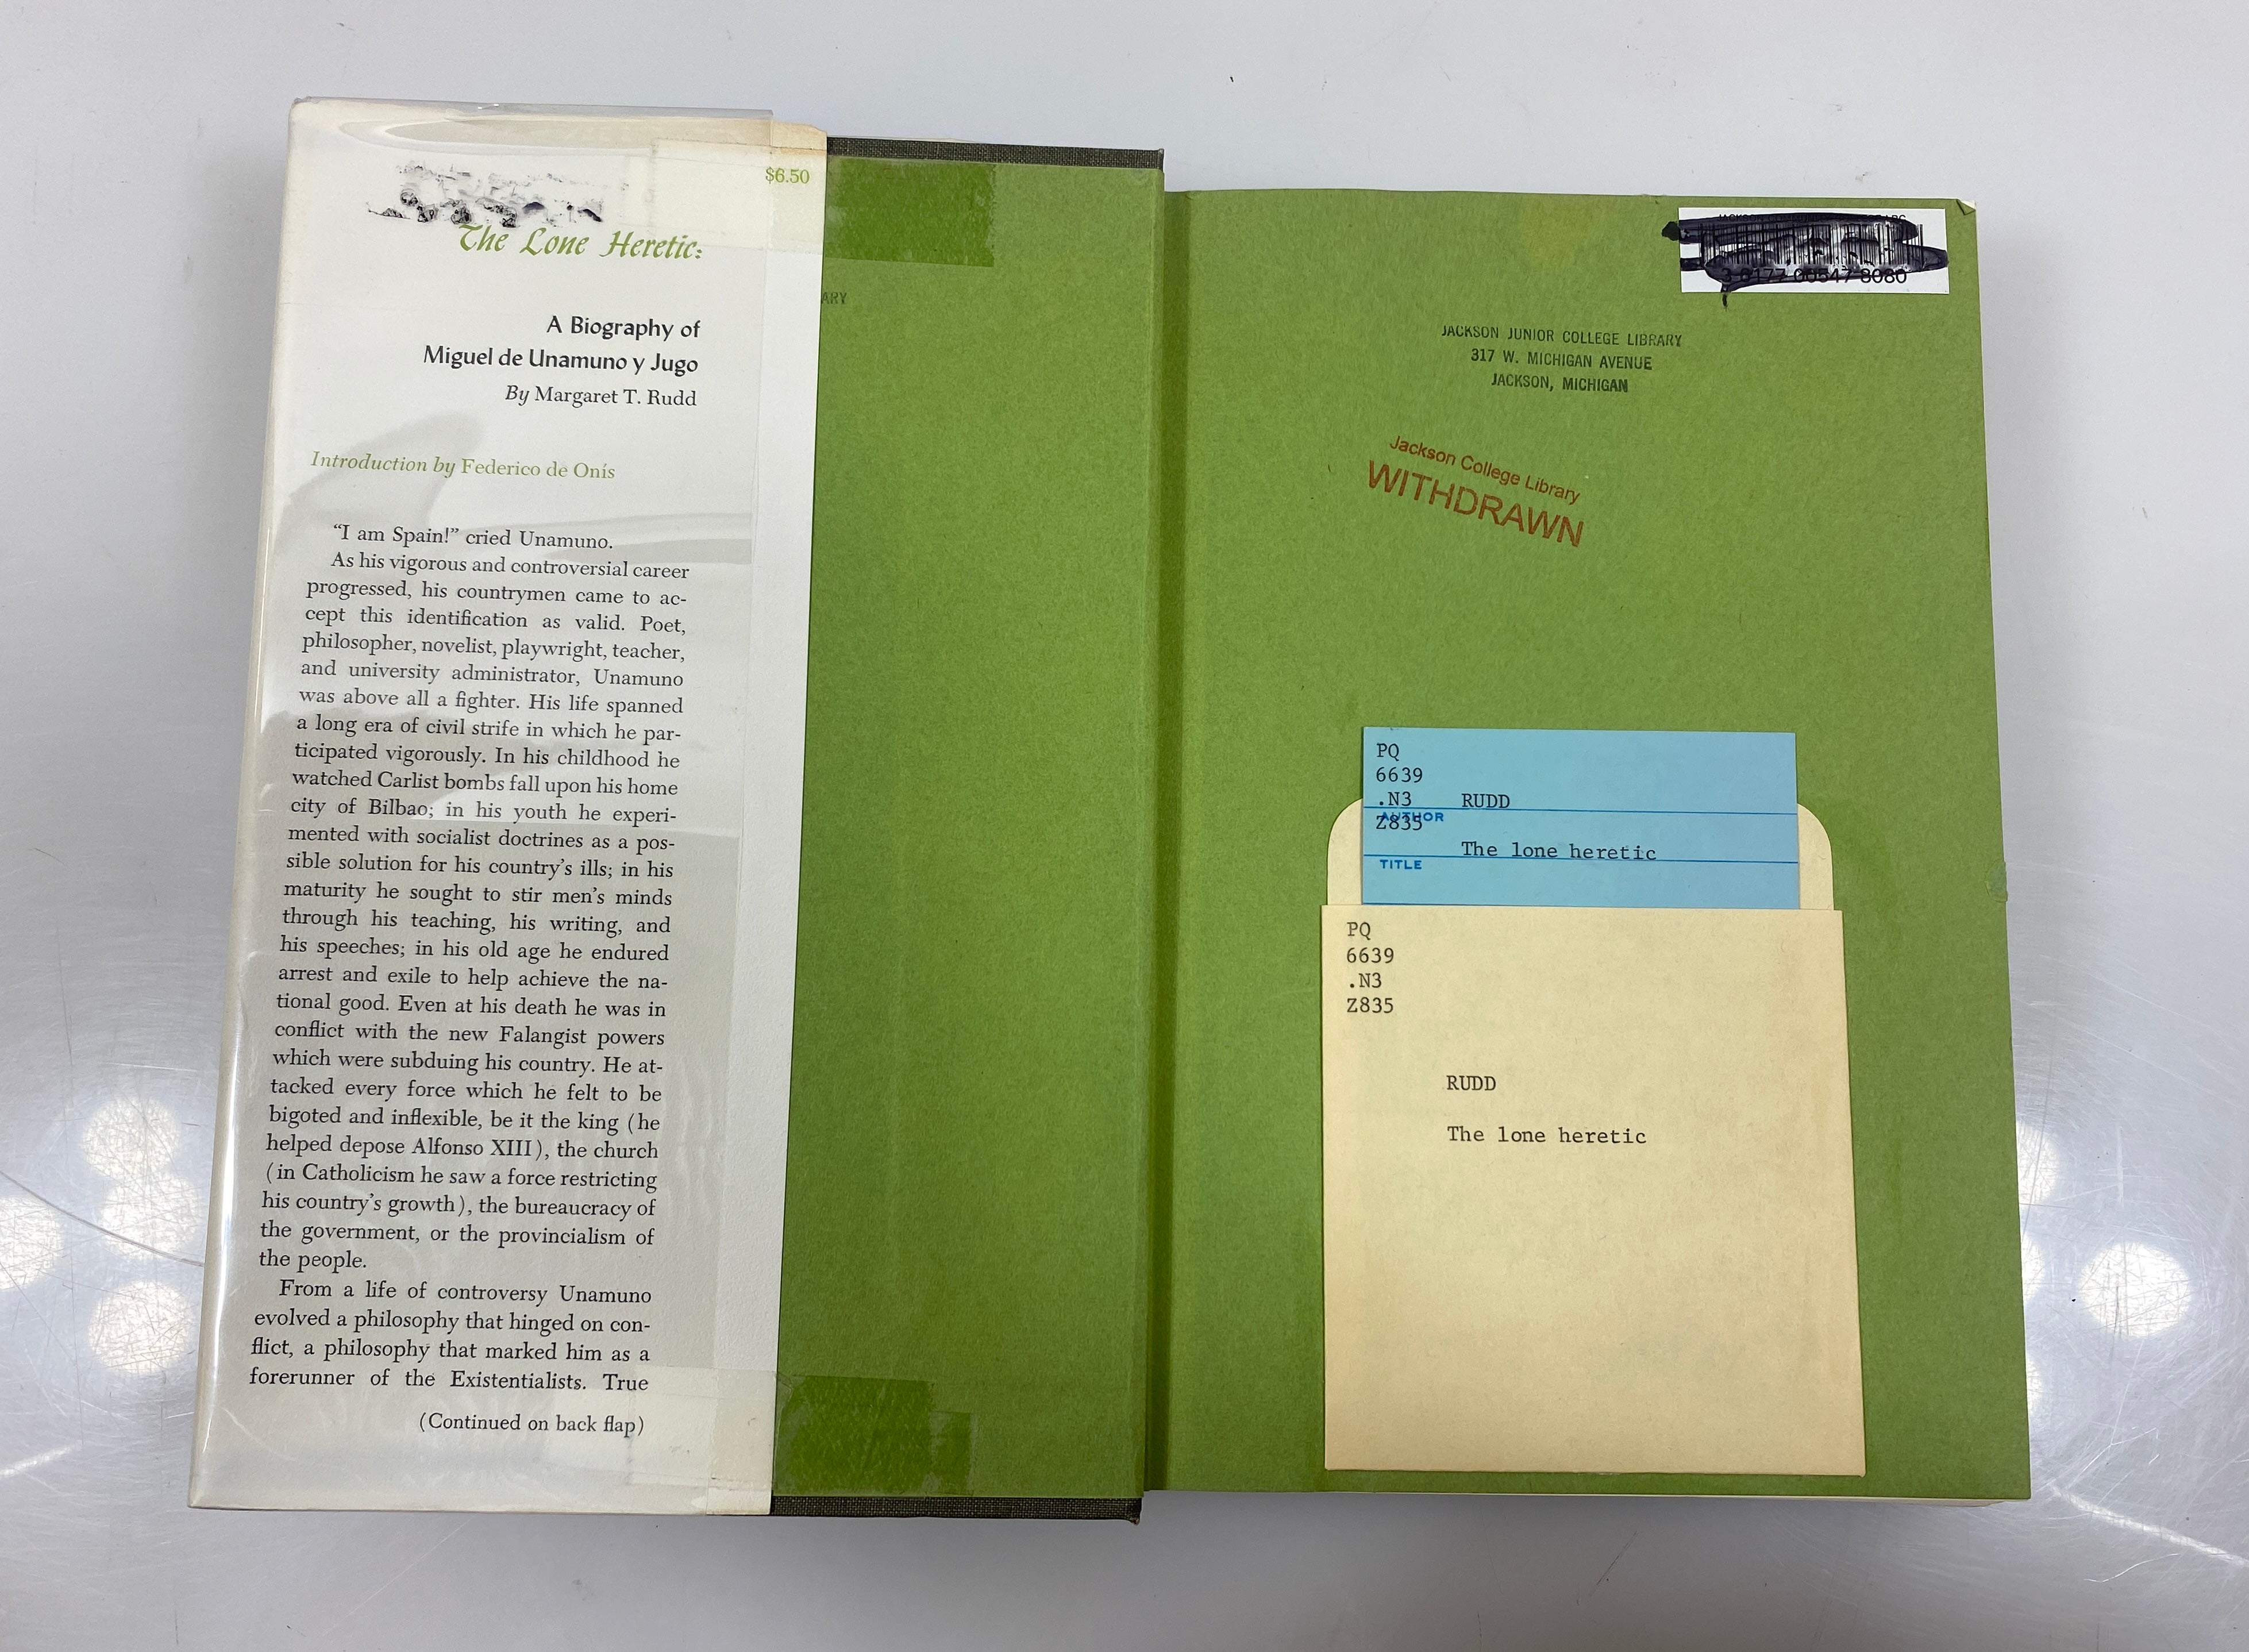 $6.50
The Lone Heretic:
A Biography of
Miguel de Unamuno y Jugo
By Margaret T. Rudd
Introduction by Federico de Onís
“I am Spain!” cried Unamuno.
As his vigorous and controversial career
progressed, his countrymen came to ac-
cept this identification as valid. Poet,
philosopher, novelist, playwright, teacher,
and university administrator, Unamuno
was above all a fighter. His life spanned
a long era of civil strife in which he par-
ticipated vigorously. In his childhood he
watched Carlist bombs fall upon his home
city of Bilbao; in his youth he experi-
mented with socialist doctrines as a pos-
sible solution for his country’s ills; in his
maturity he sought to stir men’s minds
through his teaching, his writing, and
his speeches; in his old age he endured
arrest and exile to help achieve the na-
tional good. Even at his death he was in
conflict with the new Falangist powers
which were subduing his country. He at-
tacked every force which he felt to be
bigoted and inflexible, be it the king (he
helped depose Alfonso XIII), the church
(in Catholicism he saw a force restricting
his country’s growth), the bureaucracy of
the government, or the provincialism of
the people.
From a life of controversy Unamuno
evolved a philosophy that hinged on con-
flict, a philosophy that marked him as a
forerunner of the Existentialists. True
(Continued on back flap)
ARY
JACKSON JUNIOR COLLEGE LIBRARY
317 W. MICHIGAN AVENUE
JACKSON, MICHIGAN
Jackson College Library
WITHDRAWN
PQ
6639
.N3 RUDD
AUTHOR
Z835
The lone heretic
TITLE
PQ
6639
.N3
Z835
RUDD
The lone heretic